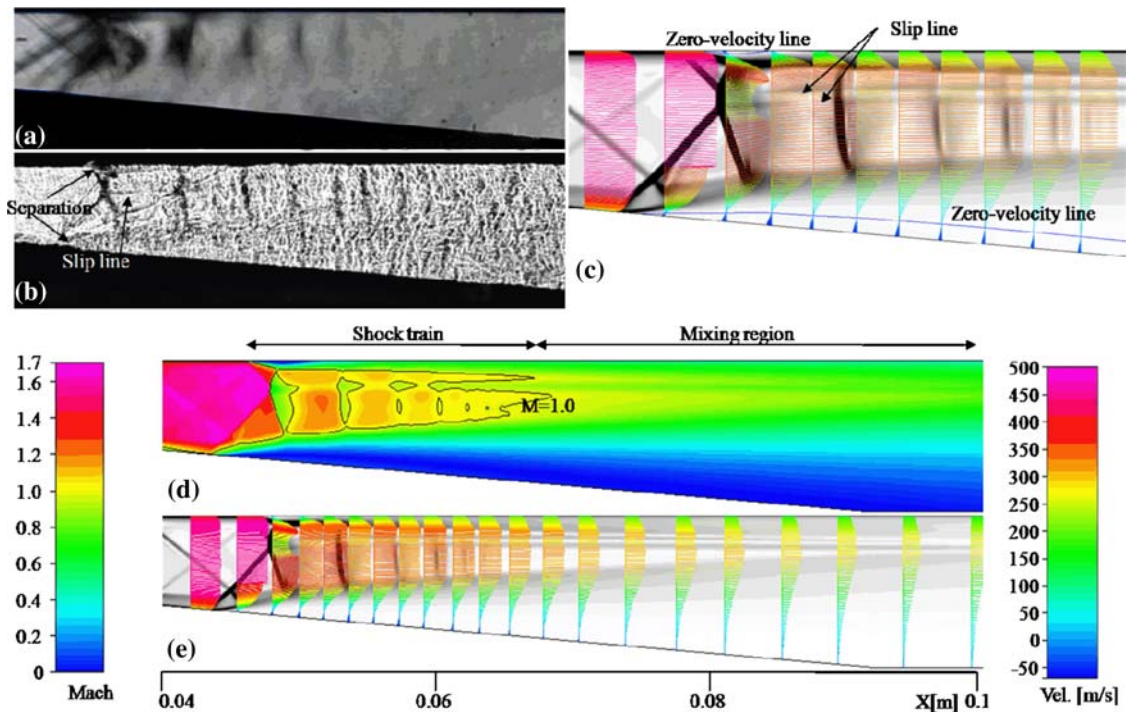 (a)
Separation
Slip line
(b)
Zero-velocity line
Slip line
Zero-velocity line
(c)
Shock train
Mixing region
M=1.0
(d)
(e)
1.7
1.6
1.4
1.2
1.0
0.8
0.6
0.4
0.2
0
Mach
500
450
400
350
300
250
200
150
100
50
0
-50
Vel. [m/s]
0.04
0.06
0.08
X[m]
0.1